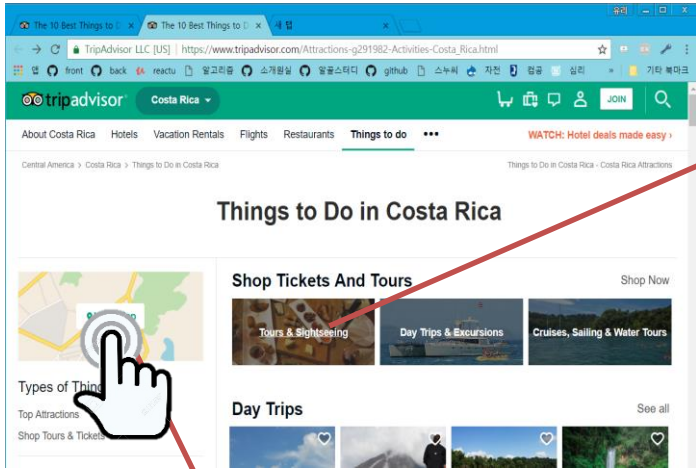 유리
The 10 Best Things to D
The 10 Best Things to D
새 탭
TripAdvisor LLC [US] | https://www.tripadvisor.com/Attractions-g291982-Activities-Costa_Rica.html
앱 front back reactu 알고리즘 소개원실 알꼴스터디 github 스누씨 사전 컴공 심리 » 기타 북마크
tripadvisor Costa Rica JOIN
About Costa Rica Hotels Vacation Rentals Flights Restaurants Things to do ••• WATCH: Hotel deals made easy ›
Central America > Costa Rica > Things to Do in Costa Rica
Things to Do in Costa Rica - Costa Rica Attractions
Things to Do in Costa Rica
Shop Tickets And Tours
Shop Now
Tours & Sightseeing
Day Trips & Excursions
Cruises, Sailing & Water Tours
Types of Thing
Top Attractions
Shop Tours & Tickets
Day Trips
See all